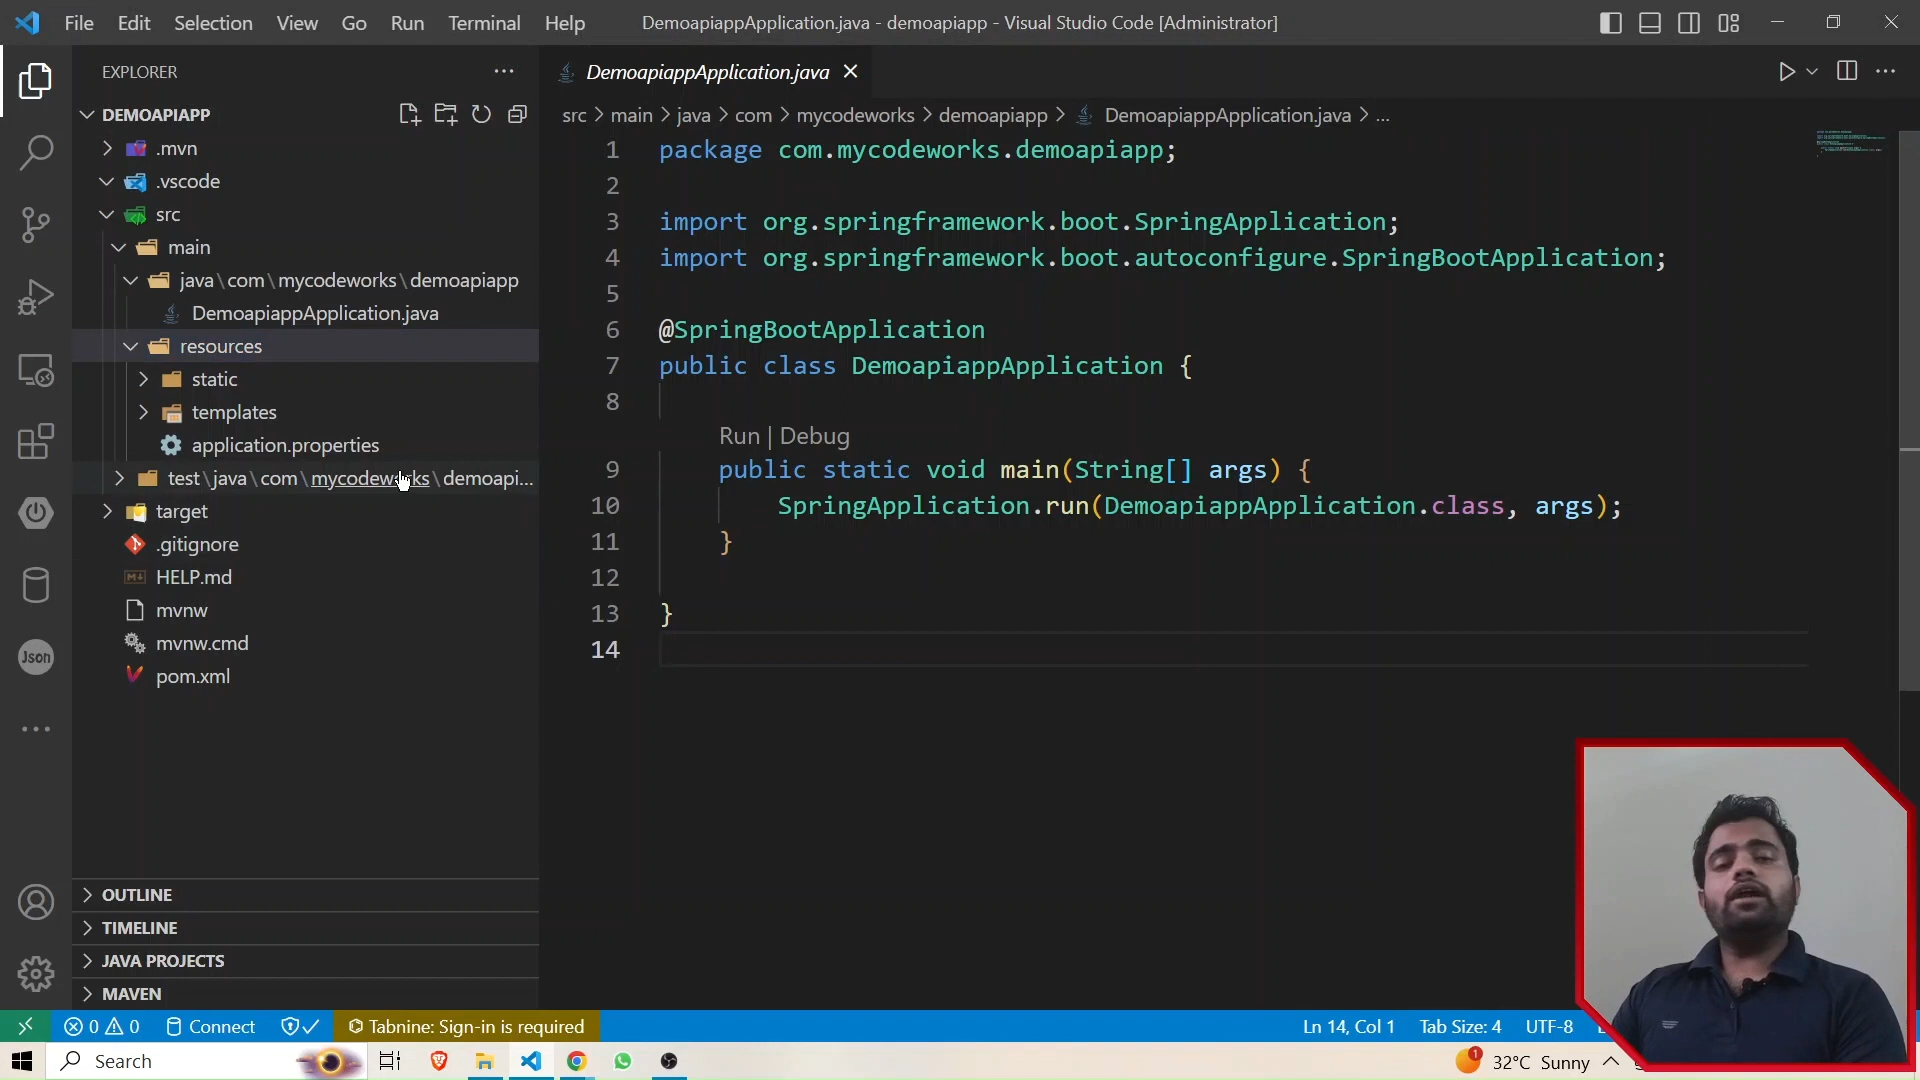 File Edit Selection View Go Run Terminal Help
DemoapiappApplication.java - demoapiapp - Visual Studio Code [Administrator]
EXPLORER
DEMOAPIAPP
.mvn
.vscode
src
main
java\com\mycodeworks\demoapiapp
DemoapiappApplication.java
resources
static
templates
application.properties
test\java\com\mycodeworks\demoapi...
target
.gitignore
HELP.md
mvnw
mvnw.cmd
pom.xml
OUTLINE
TIMELINE
JAVA PROJECTS
MAVEN
Json
DemoapiappApplication.java
src > main > java > com > mycodeworks > demoapiapp > DemoapiappApplication.java > ...
1 package com.mycodeworks.demoapiapp;
2
3 import org.springframework.boot.SpringApplication;
4 import org.springframework.boot.autoconfigure.SpringBootApplication;
5
6 @SpringBootApplication
7 public class DemoapiappApplication {
8
Run | Debug
9 public static void main(String[] args) {
10 SpringApplication.run(DemoapiappApplication.class, args);
11 }
12
13 }
14
0 0 Connect Tabnine: Sign-in is required Ln 14, Col 1 Tab Size: 4 UTF-8
Search 1 32°C Sunny